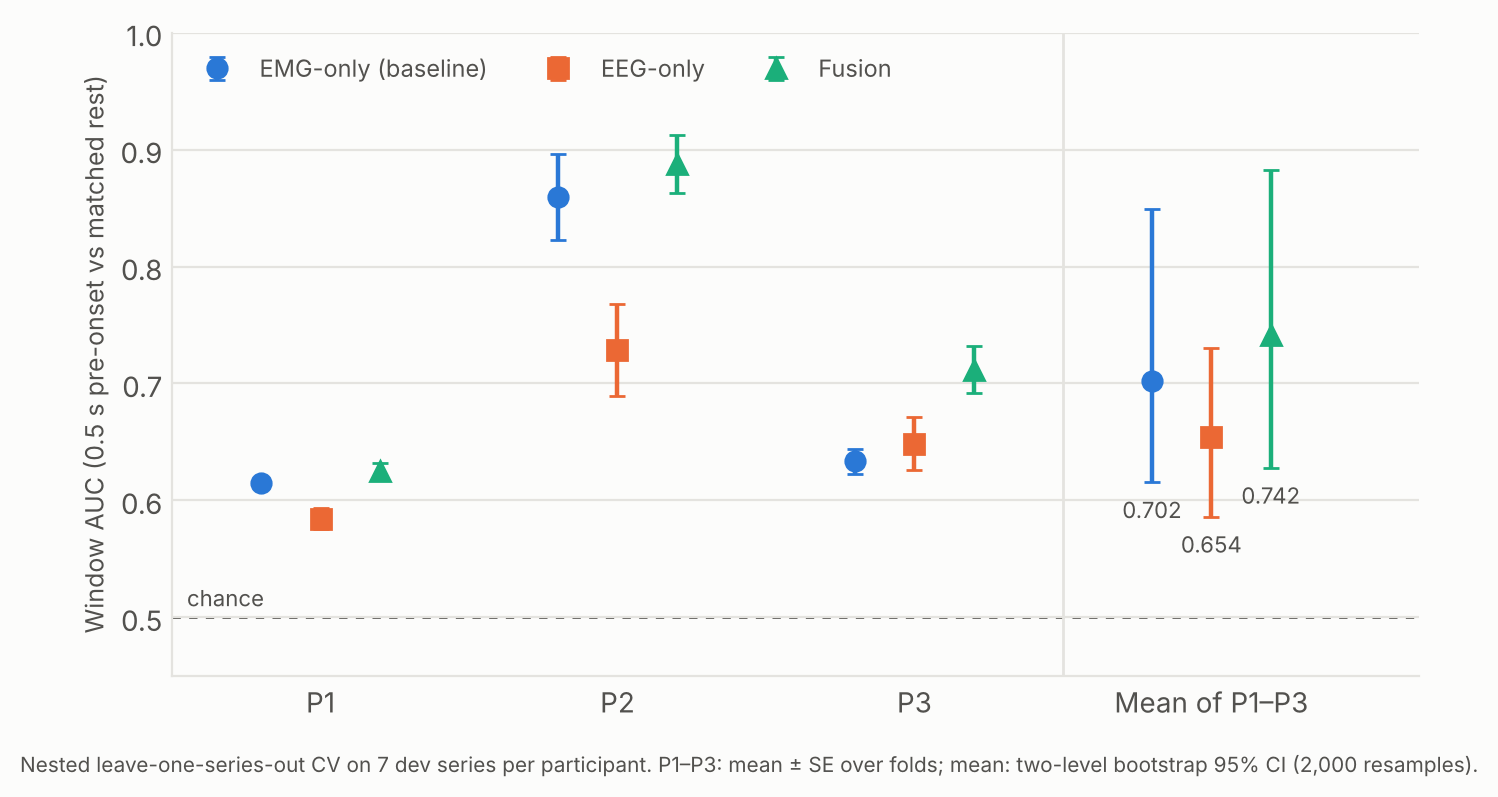 1.0
EMG-only (baseline) EEG-only Fusion
0.9
0.8
0.7
0.6
0.5
Window AUC (0.5 s pre-onset vs matched rest)
0.702
0.654
0.742
chance
P1 P2 P3 Mean of P1–P3
Nested leave-one-series-out CV on 7 dev series per participant. P1–P3: mean ± SE over folds; mean: two-level bootstrap 95% CI (2,000 resamples).